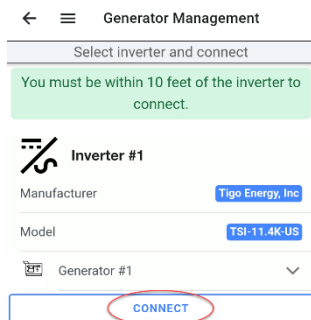 Generator Management
Select inverter and connect
You must be within 10 feet of the inverter to
connect.
Inverter #1
Manufacturer
Tigo Energy, Inc
Model
TSI-11.4K-US
Generator #1
CONNECT